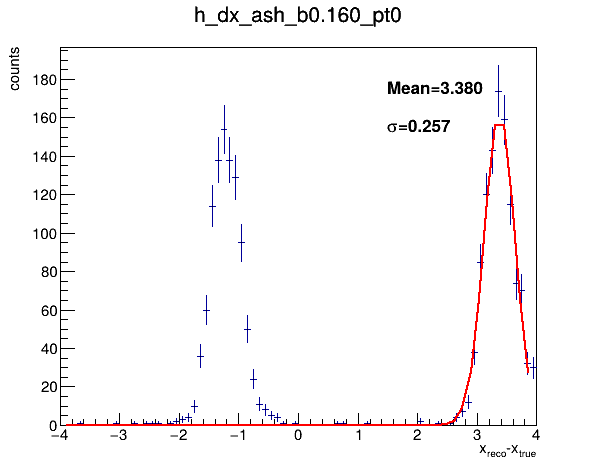 h_dx_ash_b0.160_pt0
counts
180
160
140
120
100
80
60
40
20
0
Mean=3.380
σ=0.257
−4 −3 −2 −1 0 1 2 3 4
x_reco-x_true